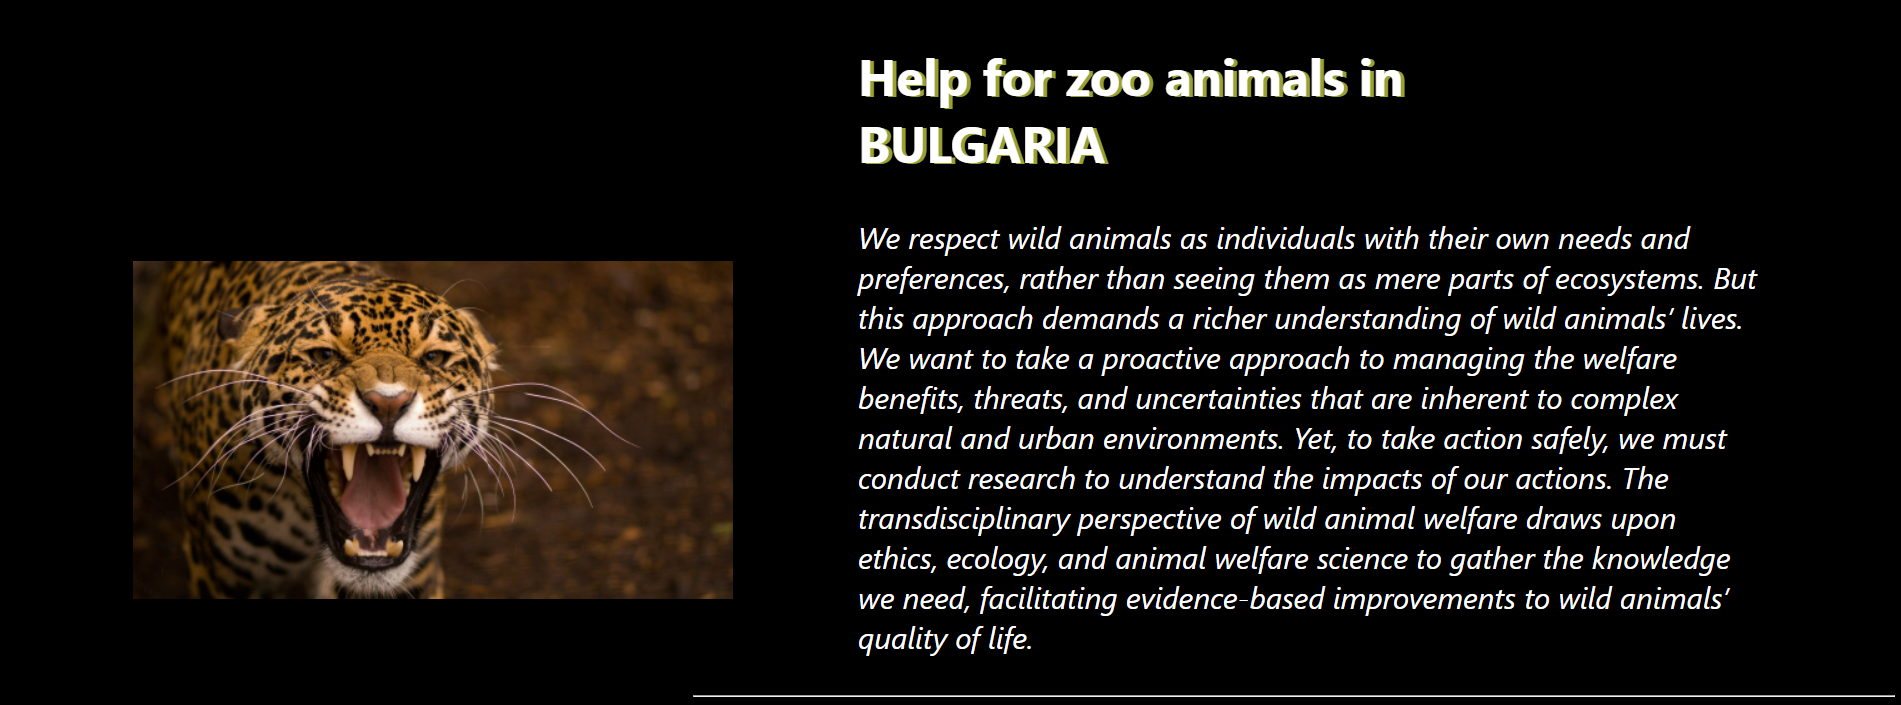 Help for zoo animals in
BULGARIA
We respect wild animals as individuals with their own needs and
preferences, rather than seeing them as mere parts of ecosystems. But
this approach demands a richer understanding of wild animals’ lives.
We want to take a proactive approach to managing the welfare
benefits, threats, and uncertainties that are inherent to complex
natural and urban environments. Yet, to take action safely, we must
conduct research to understand the impacts of our actions. The
transdisciplinary perspective of wild animal welfare draws upon
ethics, ecology, and animal welfare science to gather the knowledge
we need, facilitating evidence-based improvements to wild animals’
quality of life.